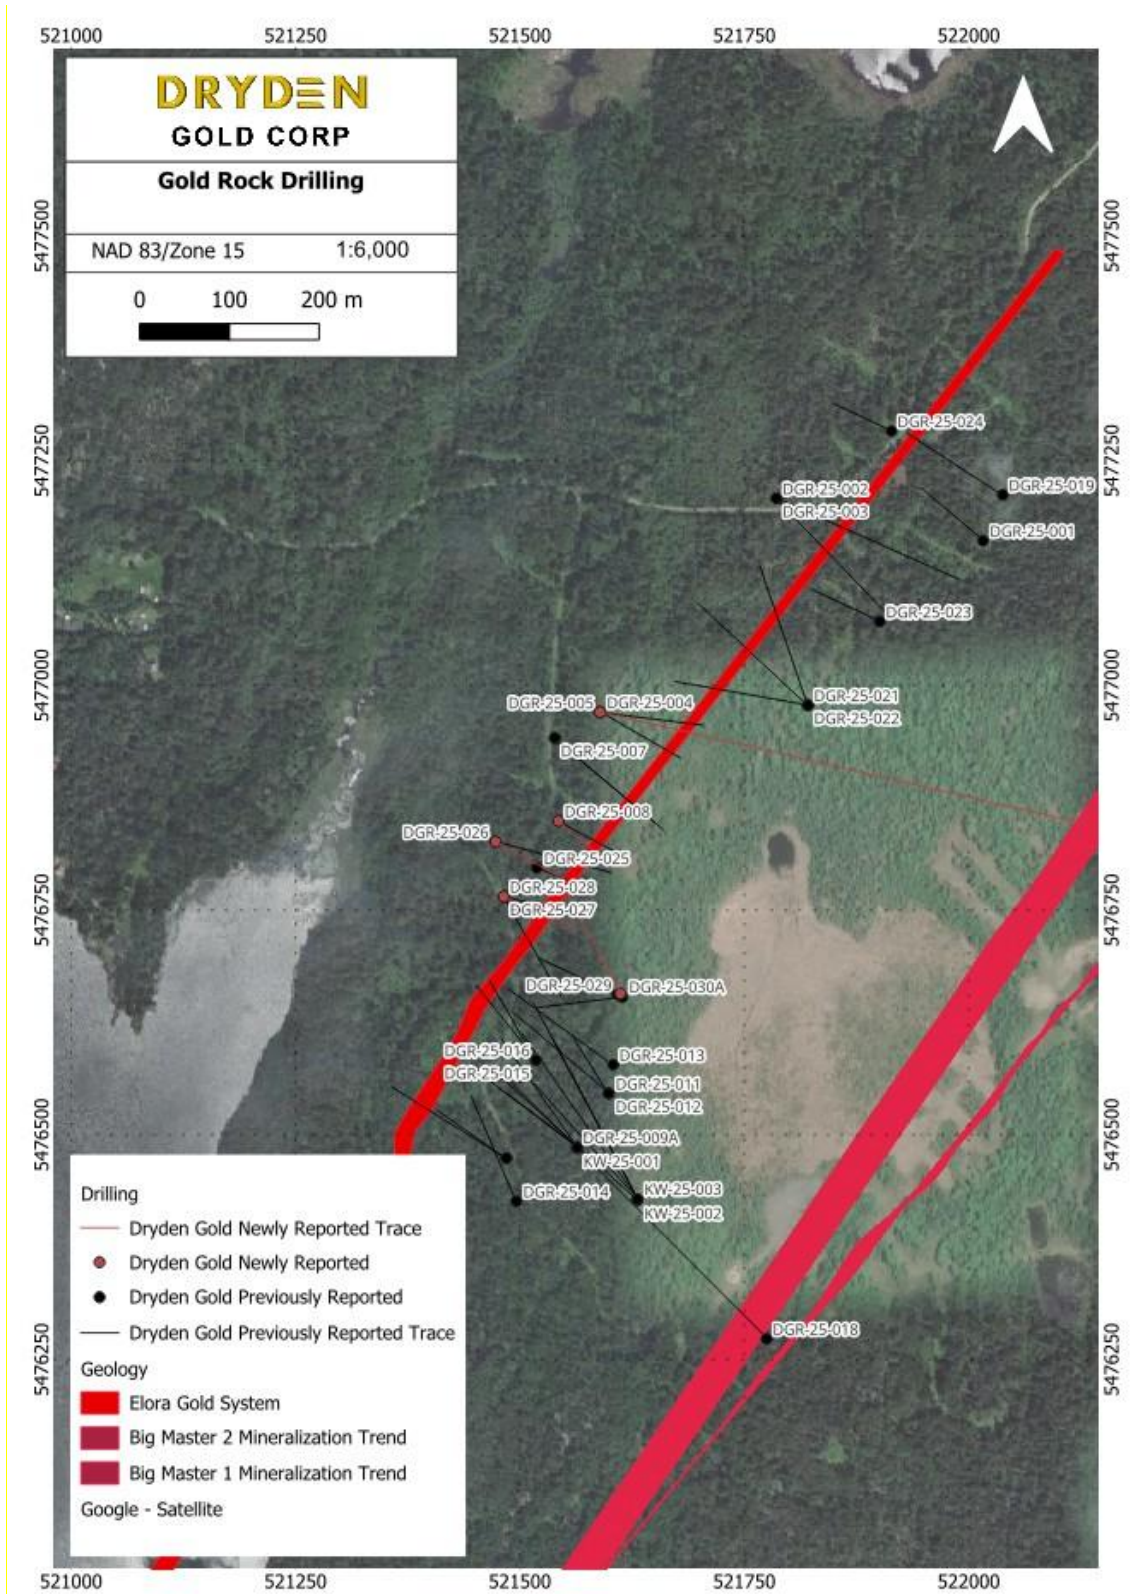 521000 521250 521500 521750 522000
DRYDEN
GOLD CORP
Gold Rock Drilling
NAD 83/Zone 15 1:6,000
0 100 200 m
5477500 5477500
5477250 5477250
5477000 5477000
5476750 5476750
5476500 5476500
5476250 5476250
DGR-25-024
DGR-25-019
DGR-25-002
DGR-25-003
DGR-25-001
DGR-25-023
DGR-25-021
DGR-25-022
DGR-25-005 DGR-25-004
DGR-25-007
DGR-25-008
DGR-25-026
DGR-25-025
DGR-25-028
DGR-25-027
DGR-25-029 DGR-25-030A
DGR-25-016
DGR-25-015
DGR-25-013
DGR-25-011
DGR-25-012
DGR-25-009A
KW-25-001
DGR-25-014
KW-25-003
KW-25-002
DGR-25-018
Drilling
Dryden Gold Newly Reported Trace
Dryden Gold Newly Reported
Dryden Gold Previously Reported
Dryden Gold Previously Reported Trace
Geology
Elora Gold System
Big Master 2 Mineralization Trend
Big Master 1 Mineralization Trend
Google - Satellite
521000 521250 521500 521750 522000